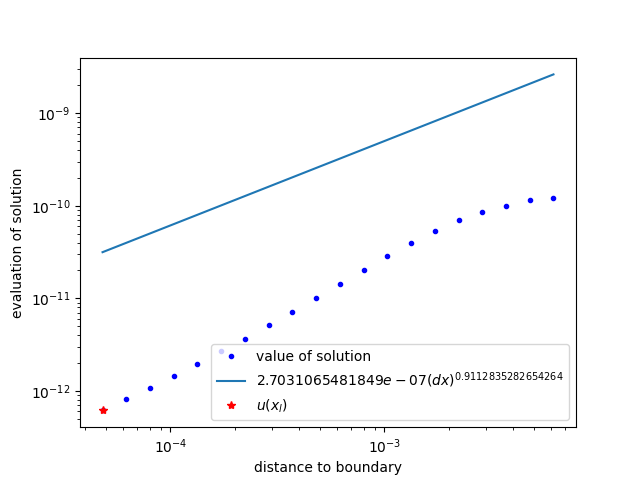 10⁻⁹
10⁻¹⁰
10⁻¹¹
10⁻¹²
evaluation of solution
value of solution
2.7031065481849e − 07(dx)^0.9112835282654264
u(x_l)
10⁻⁴
10⁻³
distance to boundary